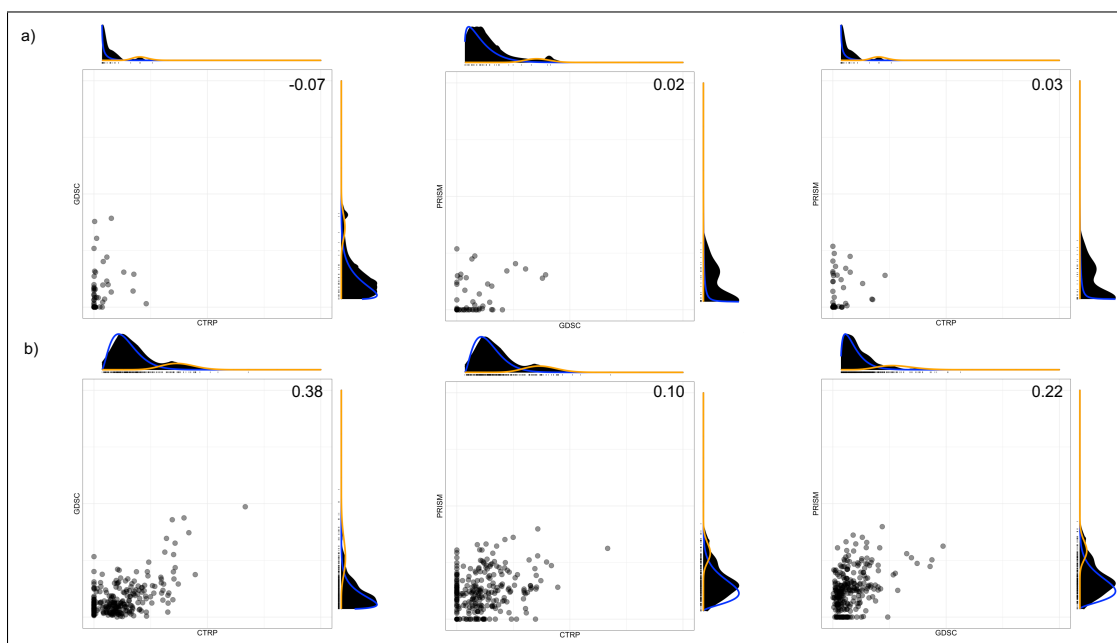 a)
-0.07
GDSC
CTRP
0.02
PRISM
GDSC
0.03
PRISM
CTRP
b)
0.38
GDSC
CTRP
0.10
PRISM
CTRP
0.22
PRISM
GDSC